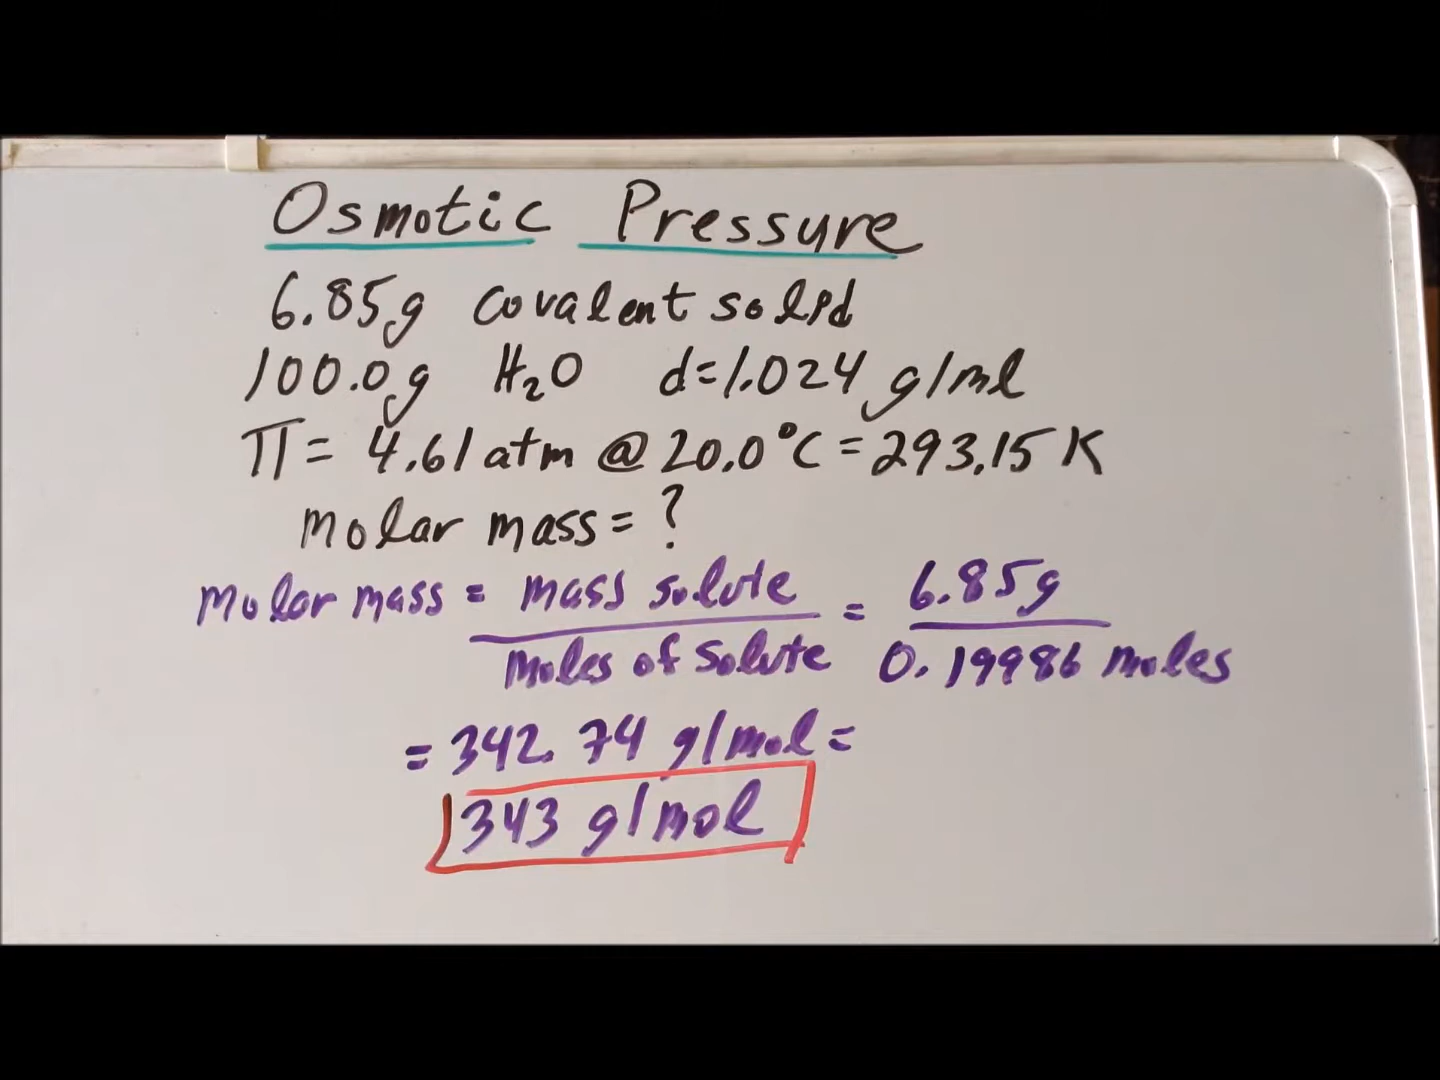 Osmotic Pressure
6.85g covalent solid
100.0g H₂O d=1.024 g/ml
π = 4.61 atm @ 20.0°C = 293.15 K
molar mass = ?
molar mass = mass solute / moles of solute = 6.85g / 0.19986 moles
= 342.74 g/mol =
343 g/mol